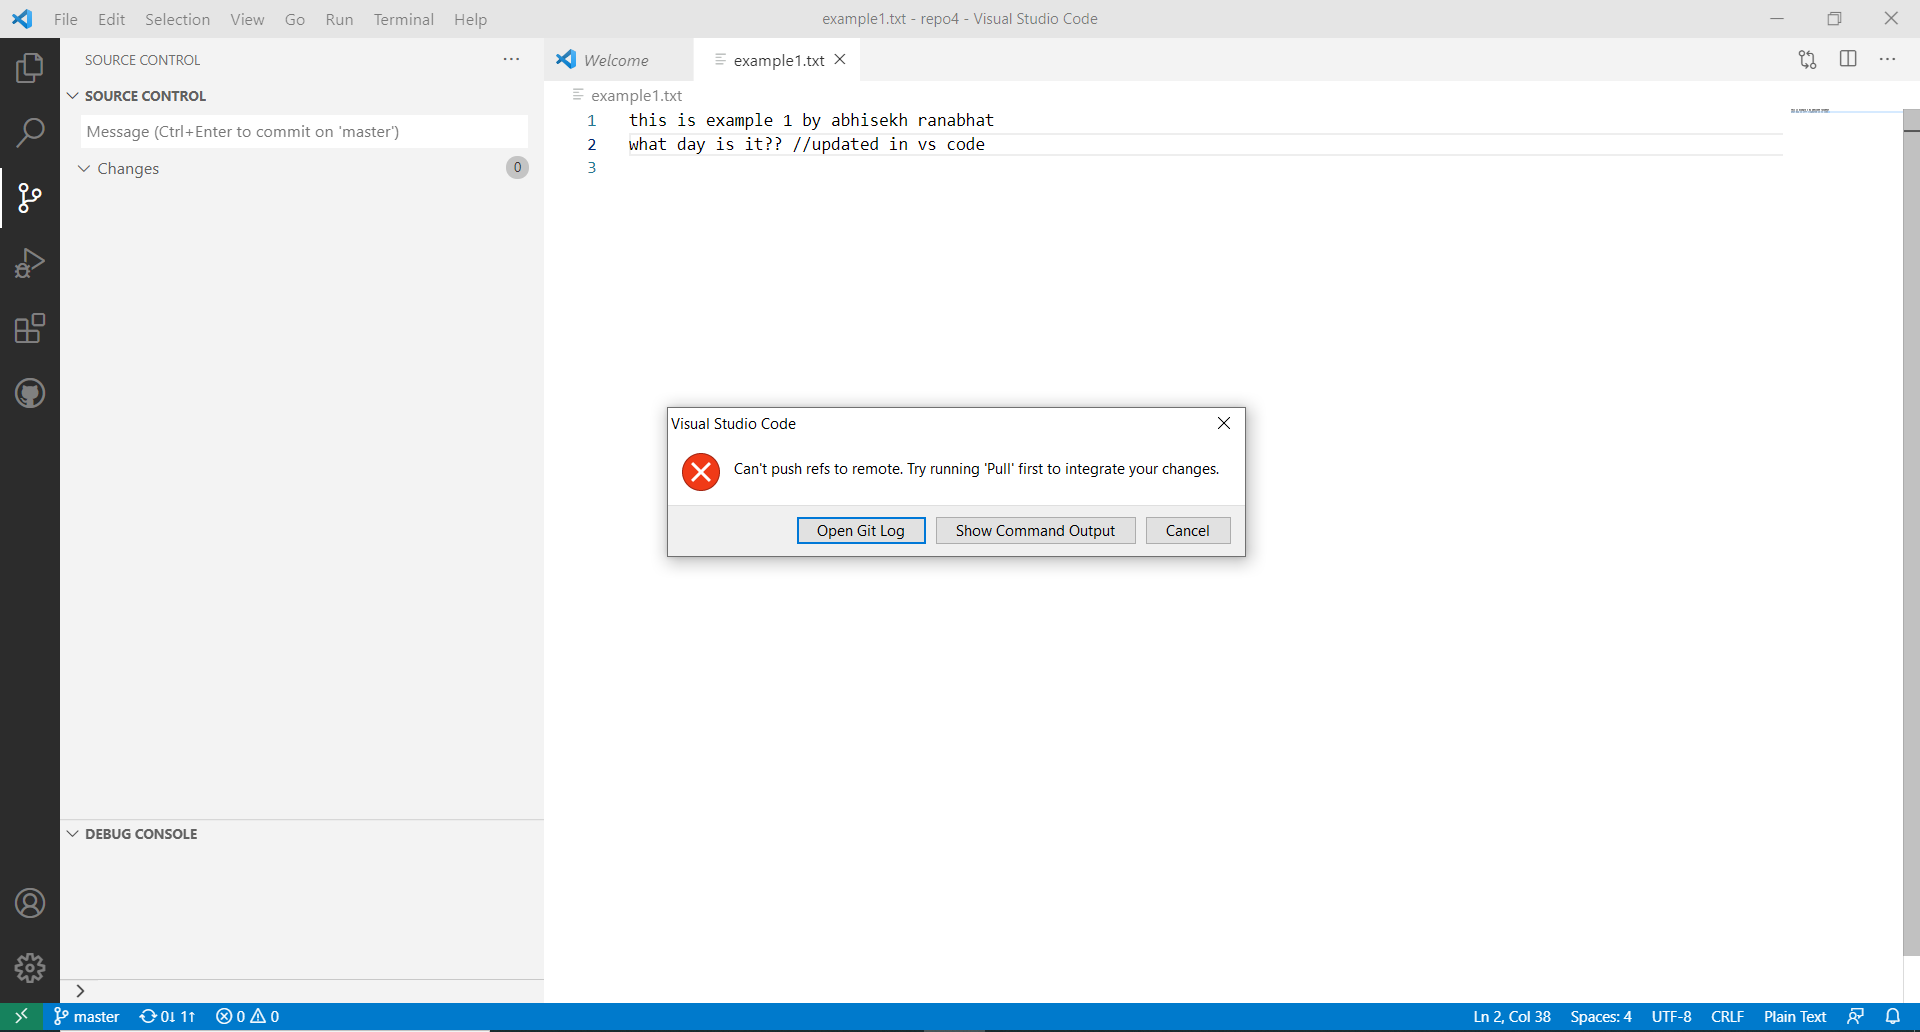 File Edit Selection View Go Run Terminal Help
example1.txt - repo4 - Visual Studio Code
SOURCE CONTROL
SOURCE CONTROL
Message (Ctrl+Enter to commit on 'master')
Changes 0
Welcome
example1.txt
example1.txt
1 this is example 1 by abhisekh ranabhat
2 what day is it?? //updated in vs code
3
Visual Studio Code
Can't push refs to remote. Try running 'Pull' first to integrate your changes.
Open Git Log Show Command Output Cancel
DEBUG CONSOLE
master 0↓ 1↑ 0 0
Ln 2, Col 38 Spaces: 4 UTF-8 CRLF Plain Text